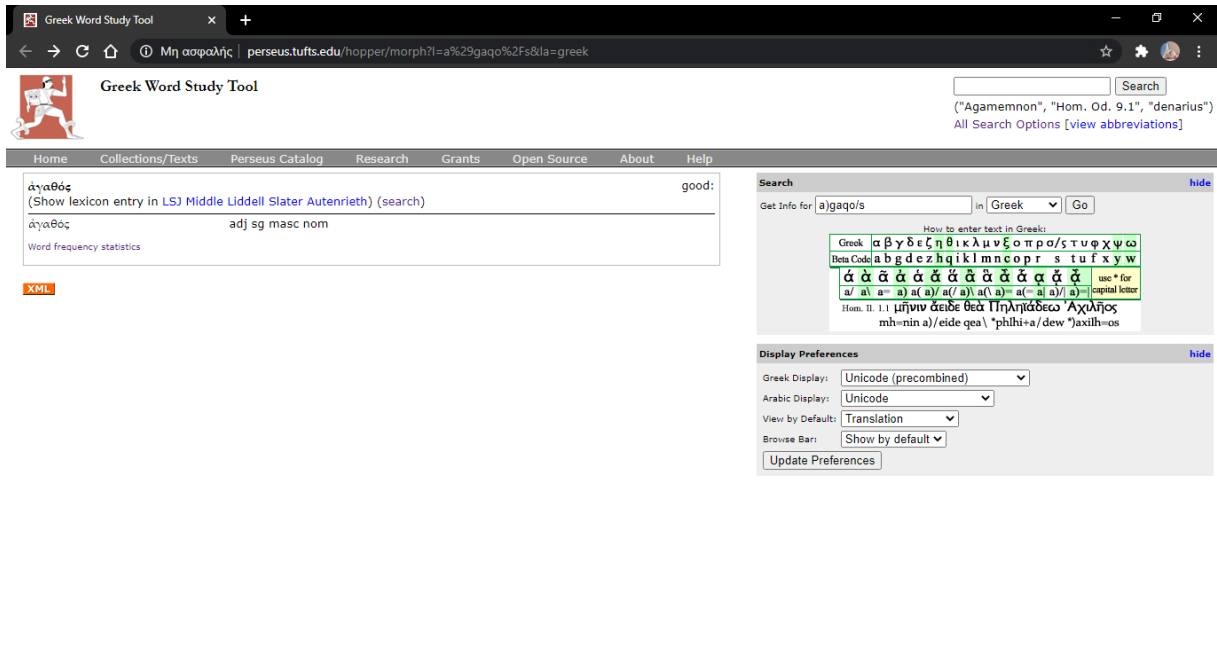 Greek Word Study Tool
Μη ασφαλής | perseus.tufts.edu/hopper/morph?l=a%29gaqo%2Fs&la=greek
Greek Word Study Tool
Search
("Agamemnon", "Hom. Od. 9.1", "denarius")
All Search Options [view abbreviations]
Home Collections/Texts Perseus Catalog Research Grants Open Source About Help
ἀγαθός good:
(Show lexicon entry in LSJ Middle Liddell Slater Autenrieth) (search)
ἀγαθός adj sg masc nom
Word frequency statistics
XML
Search hide
Get Info for a)gaqo/s in Greek Go
How to enter text in Greek:
Greek α β γ δ ε ζ η θ ι κ λ μ ν ξ ο π ρ σ/ς τ υ φ χ ψ ω
Beta Code a b g d e z h q i k l m n c o p r s t u f x y w
ά ὰ ᾶ ἀ ἁ ἄ ἅ ἂ ἃ ἆ ἇ ᾳ ᾄ ᾆ use * for
a/ a\ a= a) a( a)/ a(/ a)\ a(\ a)= a(= a| a)/| a)=| capital letter
Hom. Il. 1.1 μῆνιν ἄειδε θεὰ Πηληϊάδεω Ἀχιλῆος
mh=nin a)/eide qea\ *phlhi+a/dew *)axilh=os
Display Preferences hide
Greek Display: Unicode (precombined)
Arabic Display: Unicode
View by Default: Translation
Browse Bar: Show by default
Update Preferences